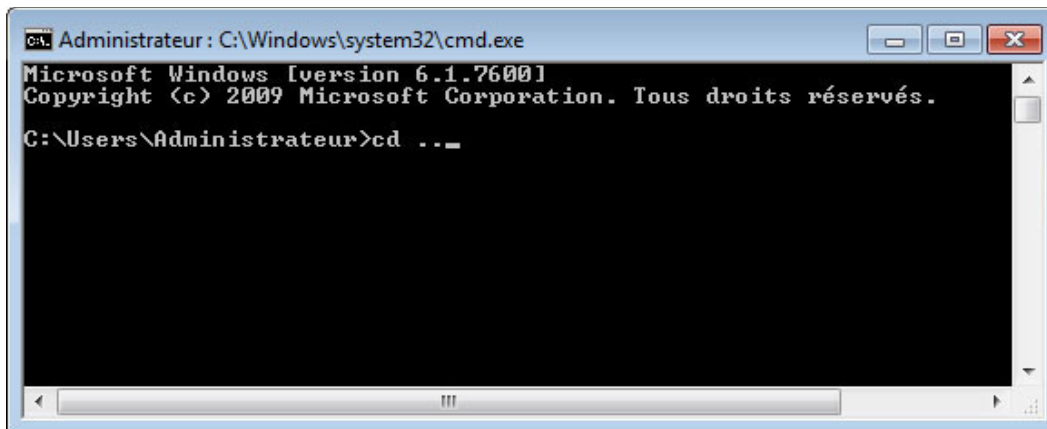 Administrateur : C:\Windows\system32\cmd.exe
Microsoft Windows [version 6.1.7600]
Copyright (c) 2009 Microsoft Corporation. Tous droits réservés.
C:\Users\Administrateur>cd .._